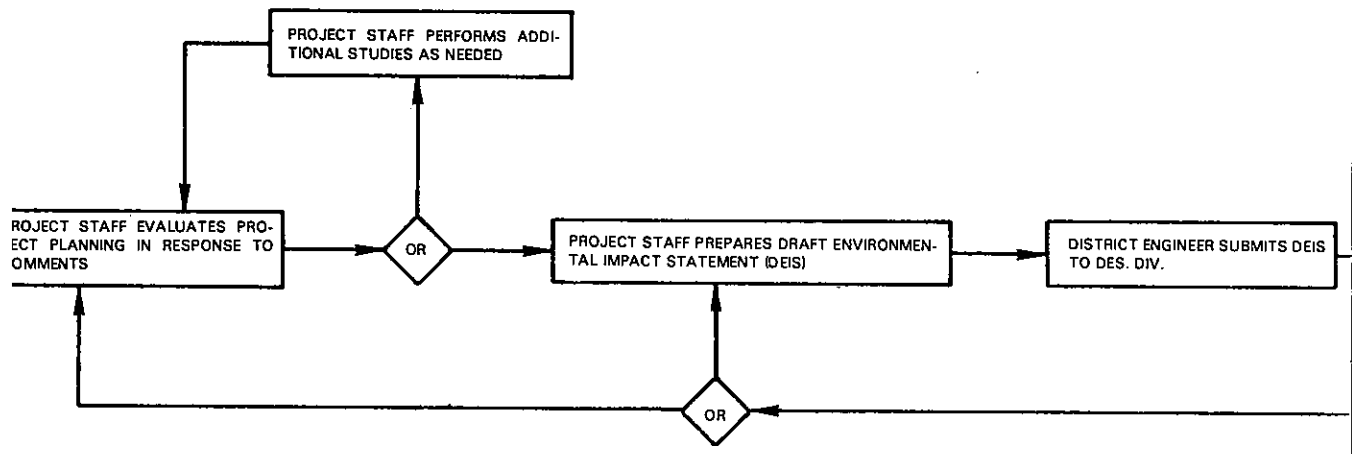 PROJECT STAFF PERFORMS ADDI-
TIONAL STUDIES AS NEEDED
ROJECT STAFF EVALUATES PRO-
ECT PLANNING IN RESPONSE TO
OMMENTS
OR
PROJECT STAFF PREPARES DRAFT ENVIRONMEN-
TAL IMPACT STATEMENT (DEIS)
DISTRICT ENGINEER SUBMITS DEIS
TO DES. DIV.
OR